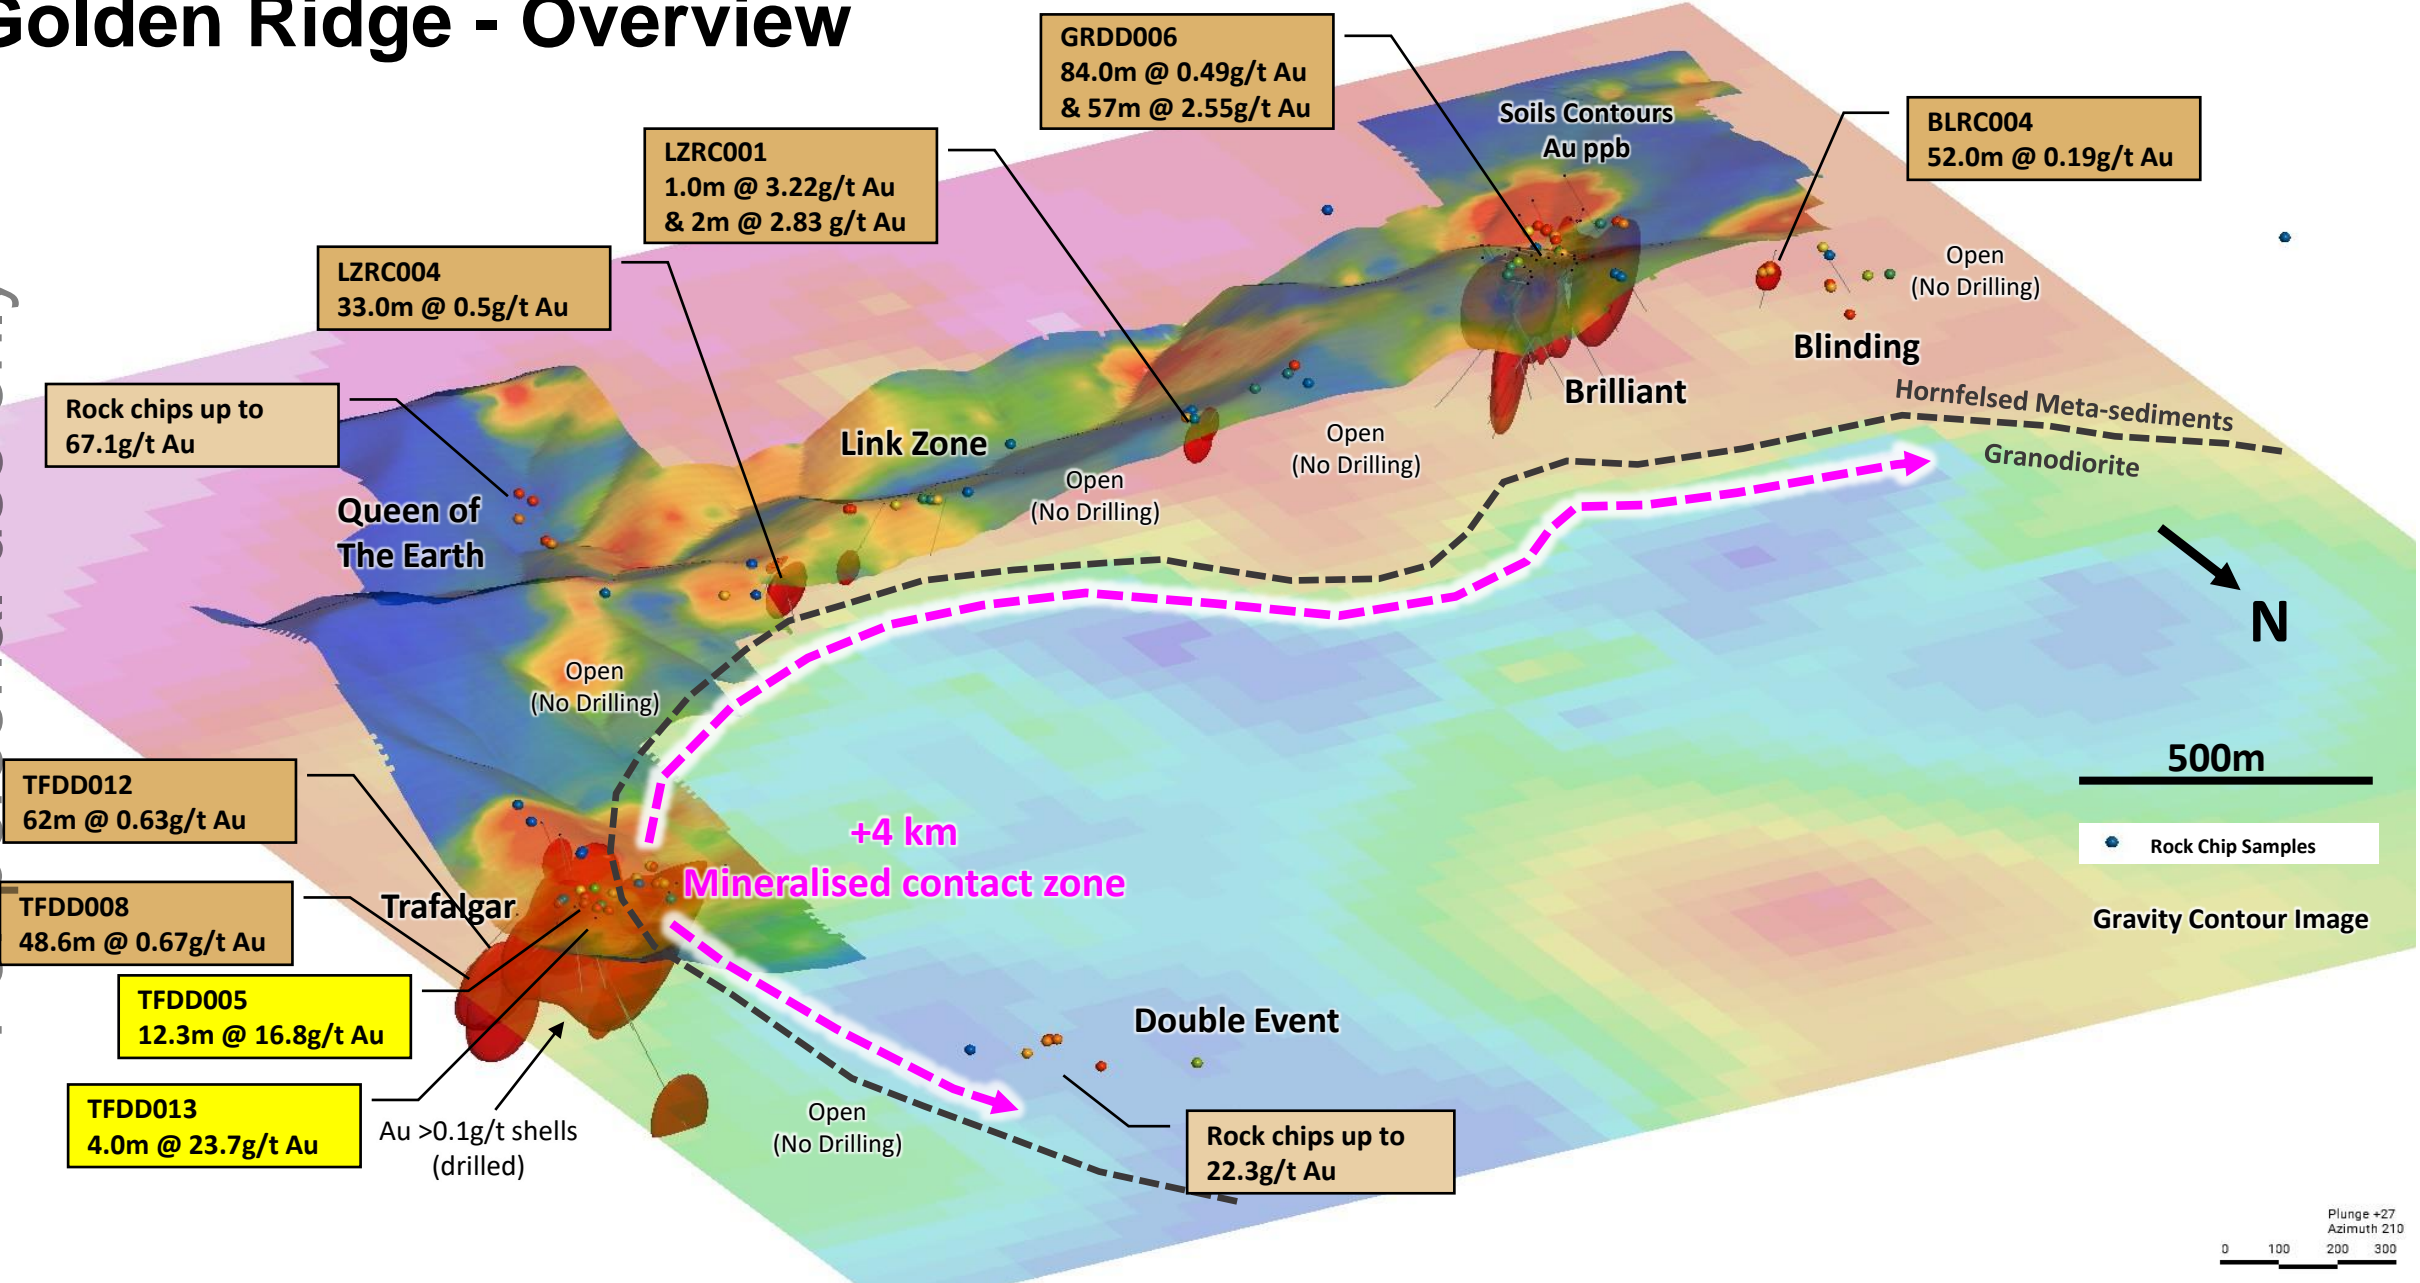 Golden Ridge - Overview
GRDD006
84.0m @ 0.49g/t Au
& 57m @ 2.55g/t Au
Soils Contours
Au ppb
BLRC004
52.0m @ 0.19g/t Au
LZRC001
1.0m @ 3.22g/t Au
& 2m @ 2.83 g/t Au
LZRC004
33.0m @ 0.5g/t Au
Open
(No Drilling)
Blinding
Rock chips up to
67.1g/t Au
Brilliant
Hornfelsed Meta-sediments
Granodiorite
Link Zone
Open
(No Drilling)
Open
(No Drilling)
Queen of
The Earth
N
Open
(No Drilling)
500m
TFDD012
62m @ 0.63g/t Au
+4 km
Mineralised contact zone
Rock Chip Samples
TFDD008
48.6m @ 0.67g/t Au
Trafalgar
Gravity Contour Image
TFDD005
12.3m @ 16.8g/t Au
Double Event
TFDD013
4.0m @ 23.7g/t Au
Au >0.1g/t shells
(drilled)
Open
(No Drilling)
Rock chips up to
22.3g/t Au
Plunge +27
Azimuth 210
0 100 200 300